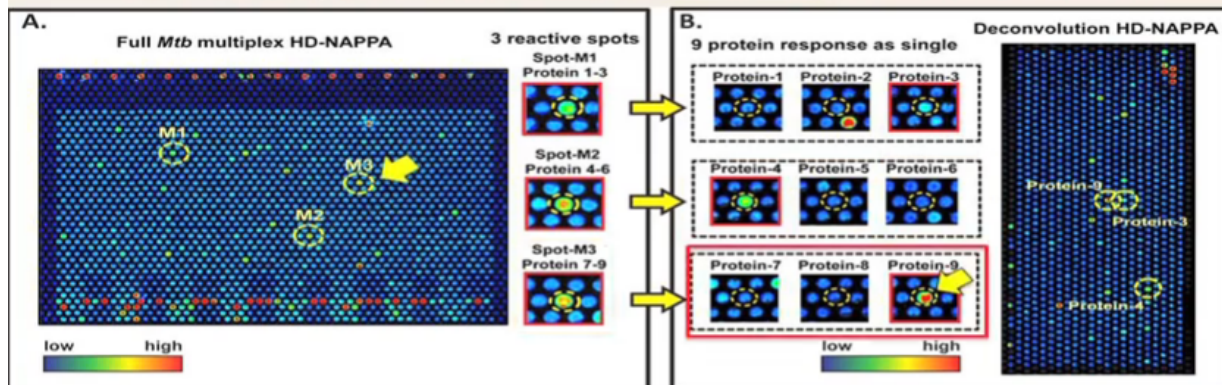 A.
Full Mtb multiplex HD-NAPPA
3 reactive spots
Spot-M1
Protein 1-3
M1
M3
M2
Spot-M2
Protein 4-6
Spot-M3
Protein 7-9
low high
B.
9 protein response as single
Deconvolution HD-NAPPA
Protein-1 Protein-2 Protein-3
Protein-4 Protein-5 Protein-6
Protein-7 Protein-8 Protein-9
low high
Protein-9
Protein-3
Protein-4